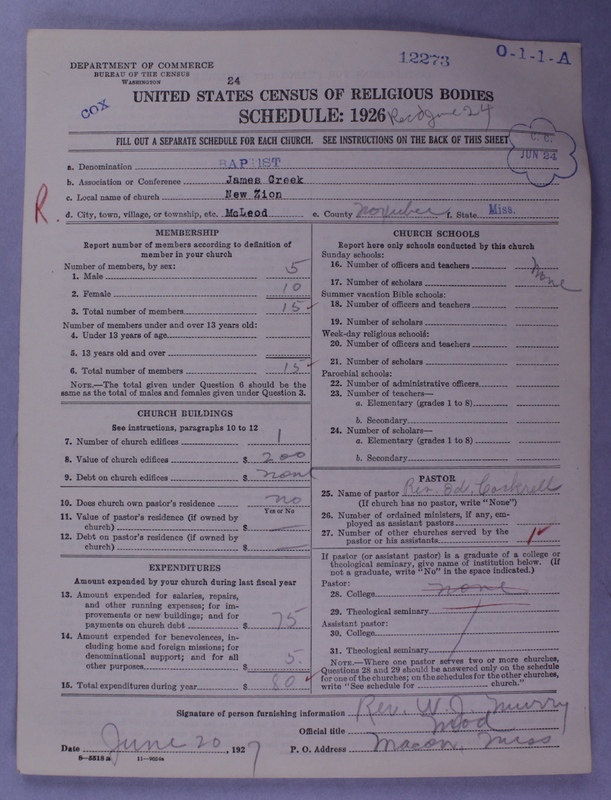 12273
O-1-1-A
DEPARTMENT OF COMMERCE
BUREAU OF THE CENSUS
WASHINGTON
24
COX
UNITED STATES CENSUS OF RELIGIOUS BODIES
SCHEDULE: 1926
Rec'd June 24
FILL OUT A SEPARATE SCHEDULE FOR EACH CHURCH. SEE INSTRUCTIONS ON THE BACK OF THIS SHEET
JUN 24
a. Denomination BAPTIST
b. Association or Conference James Creek
c. Local name of church New Zion
R.
d. City, town, village, or township, etc. McLeod e. County Noxubee f. State Miss.
MEMBERSHIP
Report number of members according to definition of
member in your church
Number of members, by sex:
1. Male 5
2. Female 10
3. Total number of members 15
Number of members under and over 13 years old:
4. Under 13 years of age
5. 13 years old and over
6. Total number of members 15
NOTE.—The total given under Question 6 should be the
same as the total of males and females given under Question 3.
CHURCH BUILDINGS
See instructions, paragraphs 10 to 12
7. Number of church edifices 1
8. Value of church edifices $ 200
9. Debt on church edifices $ none
10. Does church own pastor's residence no
Yes or No
11. Value of pastor's residence (if owned by
church) $
12. Debt on pastor's residence (if owned by
church) $
EXPENDITURES
Amount expended by your church during last fiscal year
13. Amount expended for salaries, repairs,
and other running expenses; for im-
provements or new buildings; and for
payments on church debt $ 75
14. Amount expended for benevolences, in-
cluding home and foreign missions; for
denominational support; and for all
other purposes $ 5.
15. Total expenditures during year $ 80
CHURCH SCHOOLS
Report here only schools conducted by this church
Sunday schools:
16. Number of officers and teachers None
17. Number of scholars
Summer vacation Bible schools:
18. Number of officers and teachers
19. Number of scholars
Week-day religious schools:
20. Number of officers and teachers
21. Number of scholars
Parochial schools:
22. Number of administrative officers
23. Number of teachers—
a. Elementary (grades 1 to 8)
b. Secondary
24. Number of scholars—
a. Elementary (grades 1 to 8)
b. Secondary
PASTOR
25. Name of pastor Rev. Ed. Cockrell
(If church has no pastor, write "None")
26. Number of ordained ministers, if any, em-
ployed as assistant pastors
27. Number of other churches served by the
pastor or his assistants 1
If pastor (or assistant pastor) is a graduate of a college or
theological seminary, give name of institution below. (If
not a graduate, write "No" in the space indicated.)
Pastor:
28. College none
29. Theological seminary
Assistant pastor:
30. College
31. Theological seminary
NOTE.—Where one pastor serves two or more churches,
Questions 28 and 29 should be answered only on the schedule
for one of the churches; on the schedules for the other churches,
write "See schedule for church."
Signature of person furnishing information Rev. W. J. Murry
Official title Mod
Date June 20, 1927 P. O. Address Macon, Miss
8-5518a 11-9024a